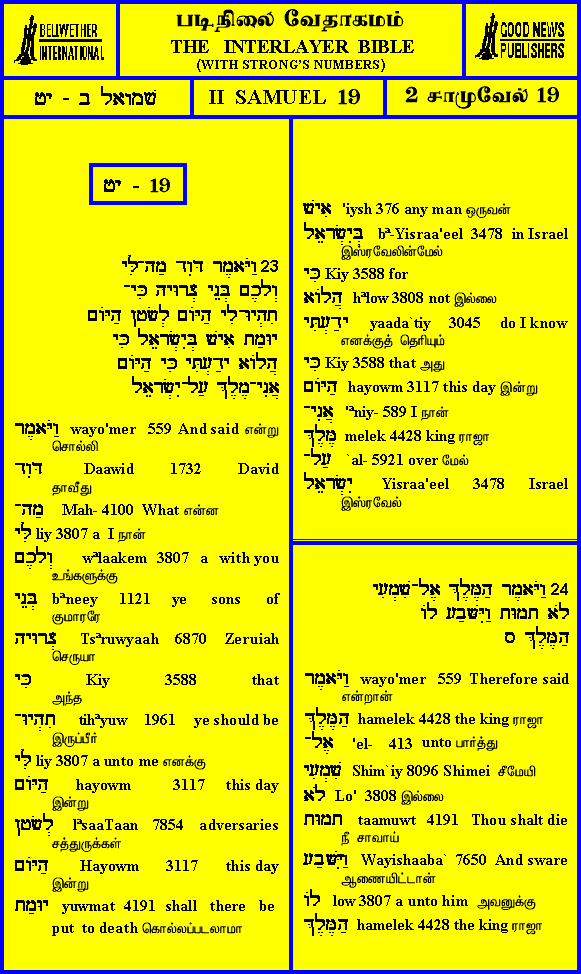 BELLWETHER
INTERNATIONAL
படிநிலை வேதாகமம்
THE INTERLAYER BIBLE
(WITH STRONG'S NUMBERS)
GOOD NEWS
PUBLISHERS
שמואל ב - יט
II SAMUEL 19
2 சாமுவேல் 19
יט - 19
23 וַיֹּאמֶר דָּוִד מַה־לִּי
וְלָכֶם בְּנֵי צְרוּיָה כִּי־
תִהְיוּ־לִי הַיּוֹם לְשָׂטָן הַיּוֹם
יוּמַת אִישׁ בְּיִשְׂרָאֵל כִּי
הֲלוֹא יָדַעְתִּי כִּי הַיּוֹם
אֲנִי־מֶלֶךְ עַל־יִשְׂרָאֵל
וַיֹּאמֶר wayo'mer 559 And said என்று
சொல்லி
דָּוִד Daawid 1732 David
தாவீது
מַה־ Mah- 4100 What என்ன
לִּי liy 3807 a I நான்
וְלָכֶם wªlaakem 3807 a with you
உங்களுக்கு
בְּנֵי bªneey 1121 ye sons of
குமாரரே
צְרוּיָה Tsªruwyaah 6870 Zeruiah
செருயா
כִּי Kiy 3588 that
அந்த
תִהְיוּ־ tihªyuw 1961 ye should be
இருப்பீர்
לִּי liy 3807 a unto me எனக்கு
הַיּוֹם hayowm 3117 this day
இன்று
לְשָׂטָן lªsaaTaan 7854 adversaries
சத்துருக்கள்
הַיּוֹם Hayowm 3117 this day
இன்று
יוּמַת yuwmat 4191 shall there be
put to death கொல்லப்படலாமா
אִישׁ 'iysh 376 any man ஒருவன்
בְּיִשְׂרָאֵל bª-Yisraa'eel 3478 in Israel
இஸ்ரவேலின்மேல்
כִּי Kiy 3588 for
הֲלוֹא hªlow 3808 not இல்லை
יָדַעְתִּי yaada`tiy 3045 do I know
எனக்குத் தெரியும்
כִּי Kiy 3588 that அது
הַיּוֹם hayowm 3117 this day இன்று
אֲנִי־ 'ªniy- 589 I நான்
מֶלֶךְ melek 4428 king ராஜா
עַל־ `al- 5921 over மேல்
יִשְׂרָאֵל Yisraa'eel 3478 Israel
இஸ்ரவேல்
24 וַיֹּאמֶר הַמֶּלֶךְ אֶל־שִׁמְעִי
לֹא תָמוּת וַיִּשָּׁבַע לוֹ
הַמֶּלֶךְ ס
וַיֹּאמֶר wayo'mer 559 Therefore said
என்றான்
הַמֶּלֶךְ hamelek 4428 the king ராஜா
אֶל־ 'el- 413 unto பார்த்து
שִׁמְעִי Shim`iy 8096 Shimei சீமேயி
לֹא Lo' 3808 இல்லை
תָמוּת taamuwt 4191 Thou shalt die
நீ சாவாய்
וַיִּשָּׁבַע Wayishaaba` 7650 And sware
ஆணையிட்டான்
לוֹ low 3807 a unto him அவனுக்கு
הַמֶּלֶךְ hamelek 4428 the king ராஜா